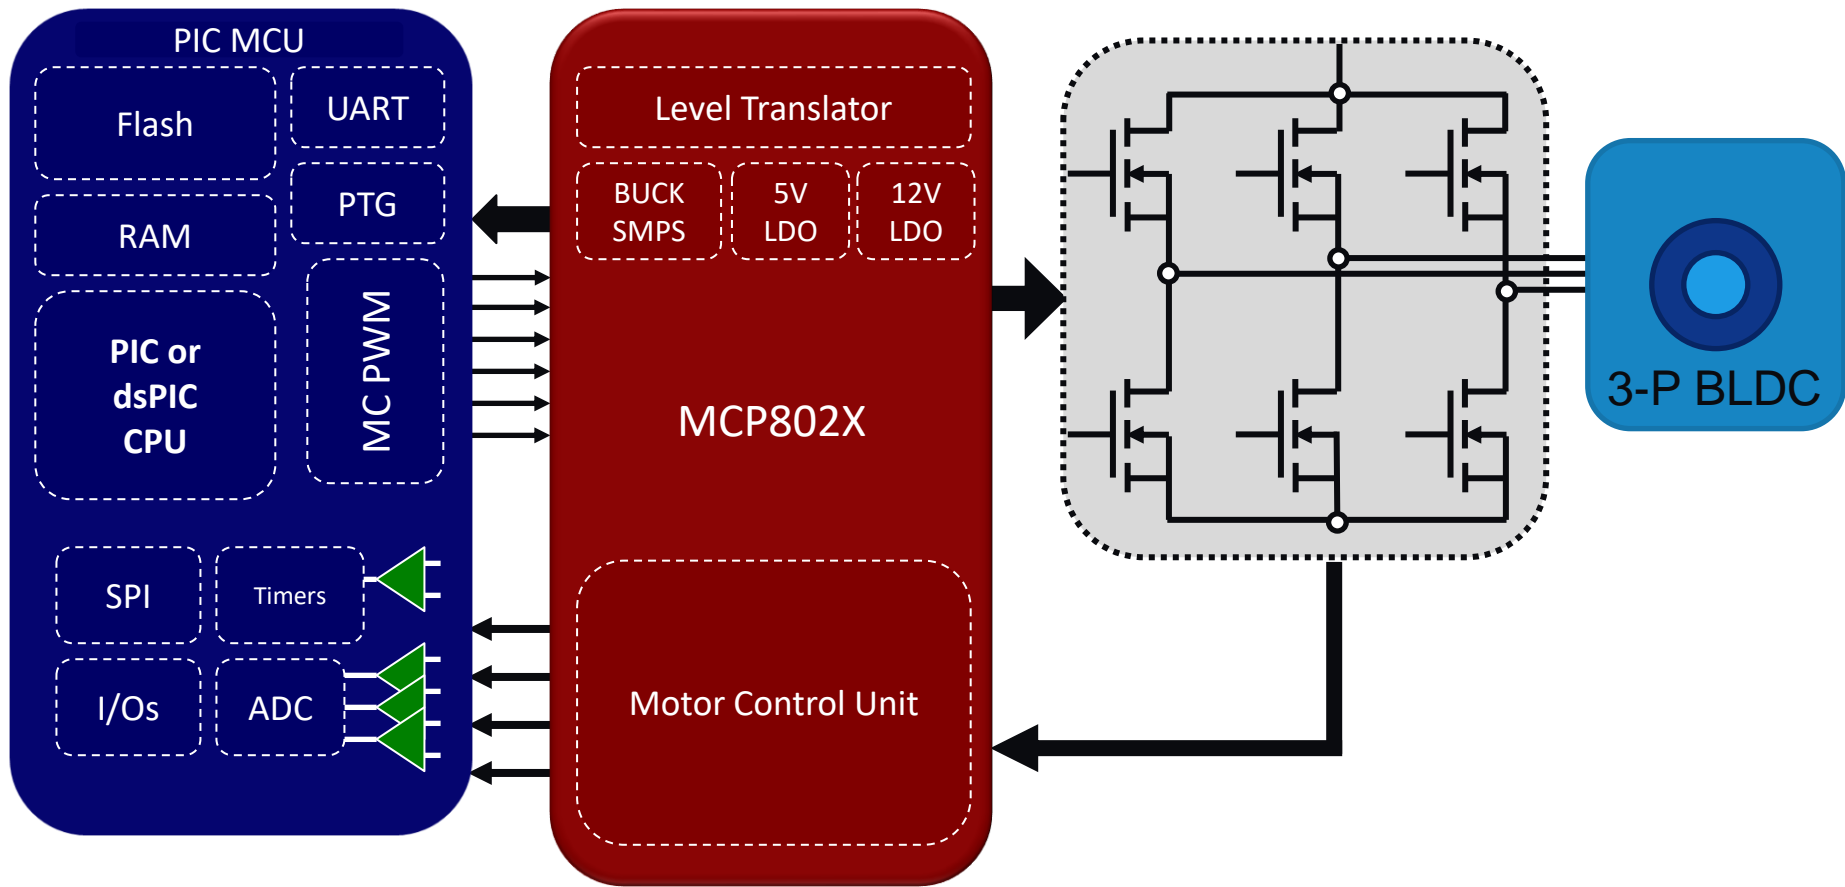 PIC MCU
Flash
UART
RAM
PTG
PIC or
dsPIC
CPU
MC PWM
SPI
Timers
I/Os
ADC
Level Translator
BUCK
SMPS
5V
LDO
12V
LDO
MCP802X
Motor Control Unit
3-P BLDC